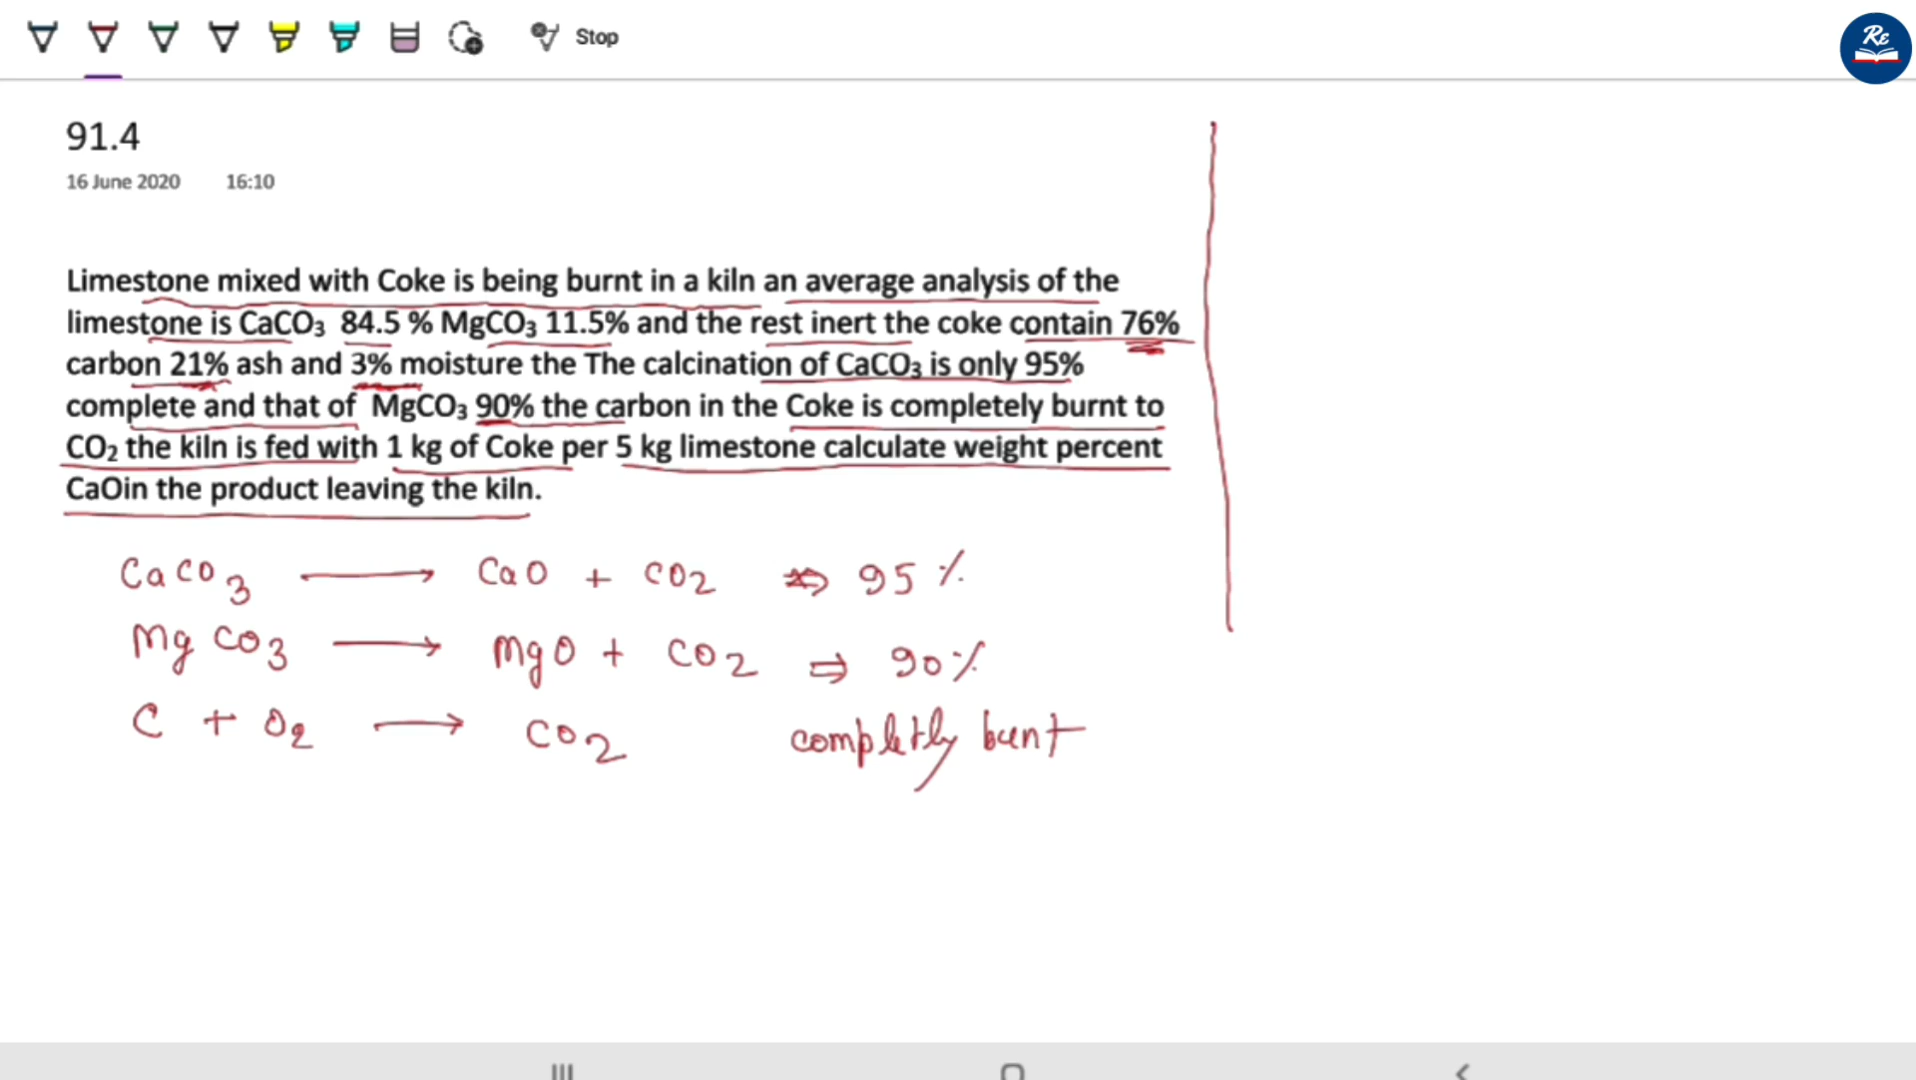 Stop
Re
91.4
16 June 2020 16:10
Limestone mixed with Coke is being burnt in a kiln an average analysis of the
limestone is CaCO₃ 84.5 % MgCO₃ 11.5% and the rest inert the coke contain 76%
carbon 21% ash and 3% moisture the The calcination of CaCO₃ is only 95%
complete and that of MgCO₃ 90% the carbon in the Coke is completely burnt to
CO₂ the kiln is fed with 1 kg of Coke per 5 kg limestone calculate weight percent
CaOin the product leaving the kiln.
CaCO₃ → CaO + CO₂ ⇒ 95 %
MgCO₃ → MgO + CO₂ ⇒ 90%
C + O₂ → CO₂ completly burnt